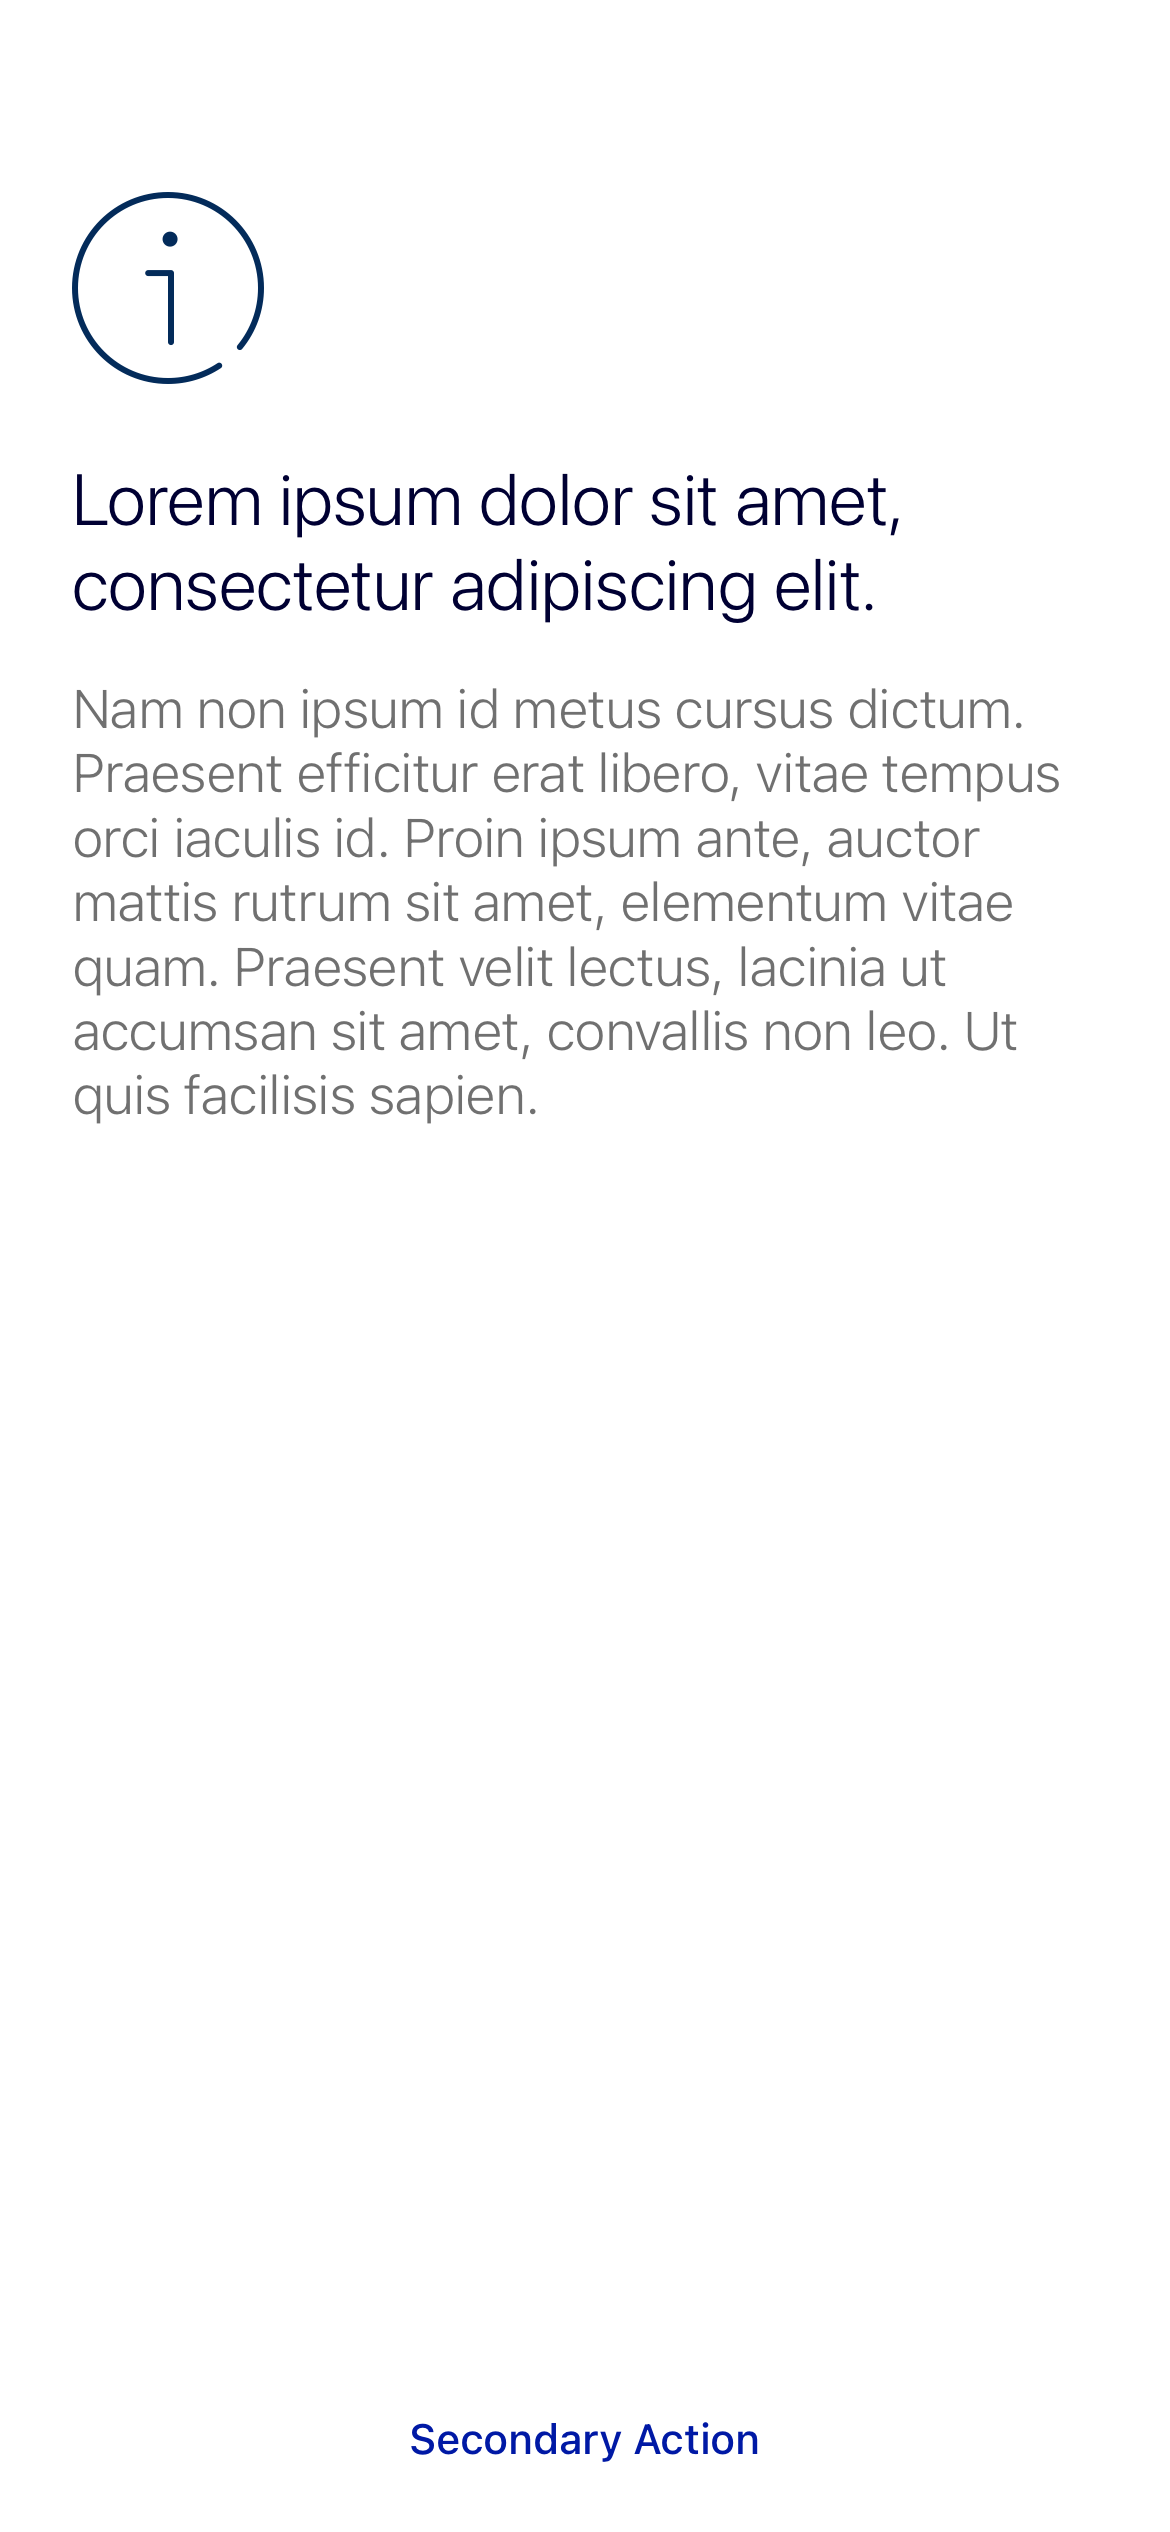 Lorem ipsum dolor sit amet,
consectetur adipiscing elit.
Nam non ipsum id metus cursus dictum.
Praesent efficitur erat libero, vitae tempus
orci iaculis id. Proin ipsum ante, auctor
mattis rutrum sit amet, elementum vitae
quam. Praesent velit lectus, lacinia ut
accumsan sit amet, convallis non leo. Ut
quis facilisis sapien.
Secondary Action